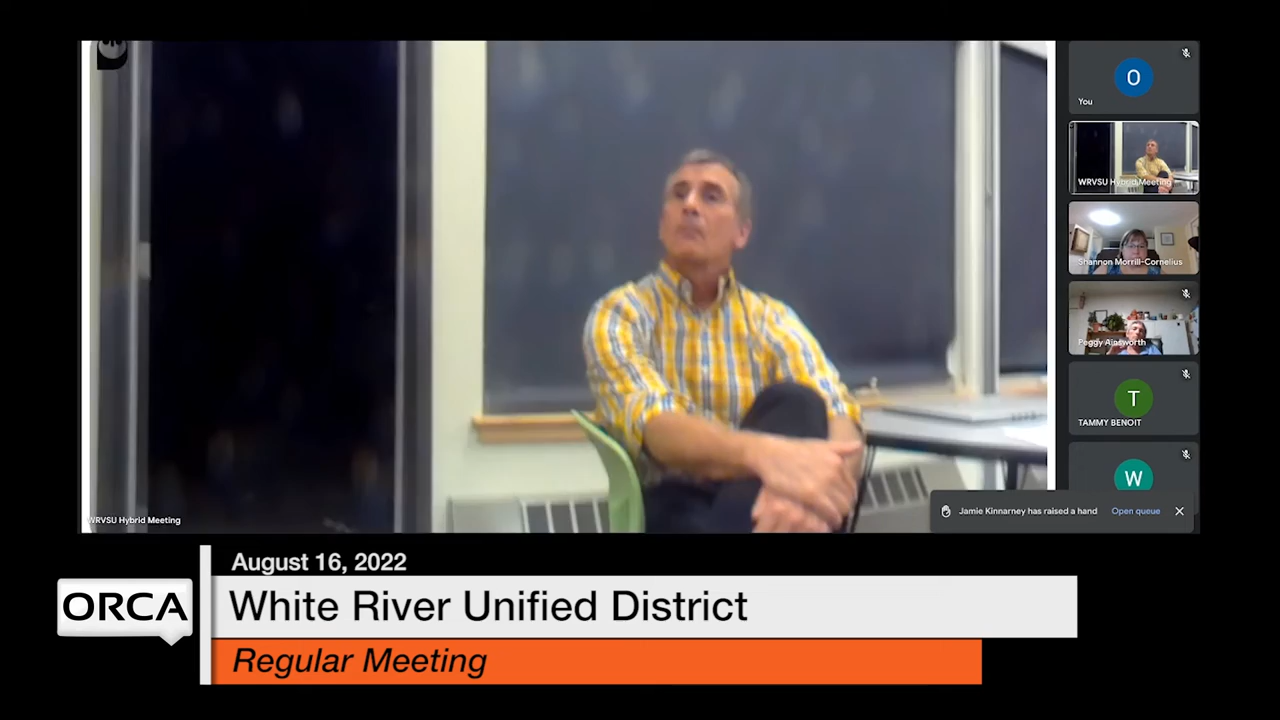 O
You
WRVSU Hybrid Meeting
Shannon Morrill-Cornelius
Peggy Ainsworth
T
TAMMY BENOIT
W
Jamie Kinnarney has raised a hand
Open queue
WRVSU Hybrid Meeting
August 16, 2022
ORCA
White River Unified District
Regular Meeting